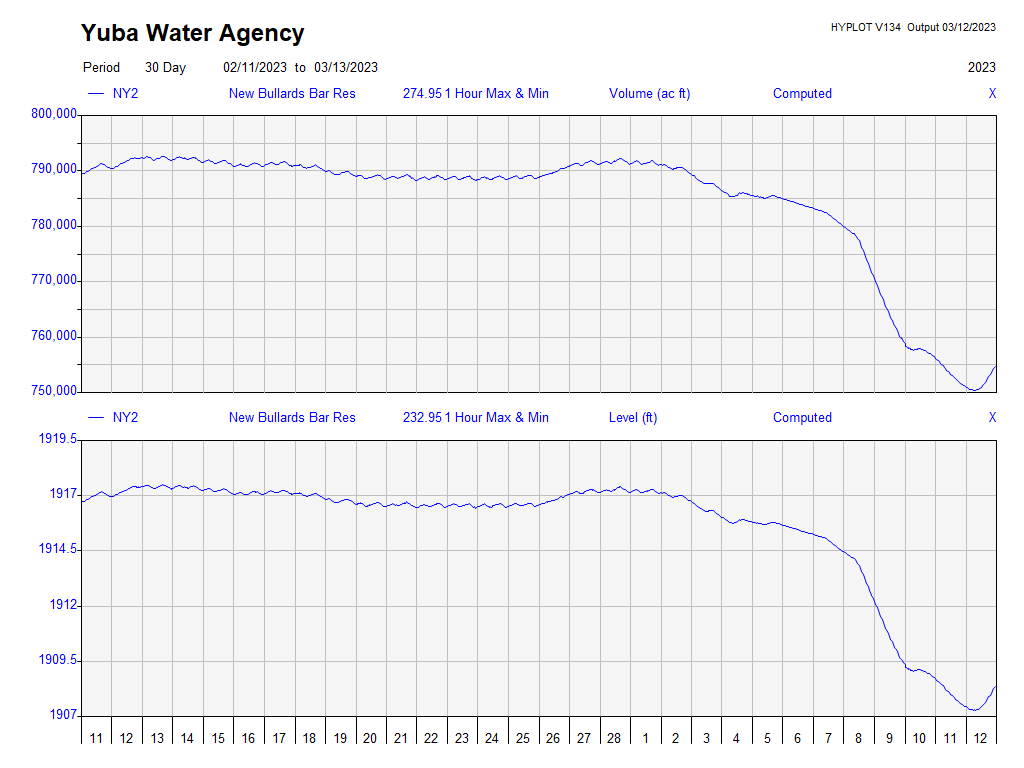 Yuba Water Agency
HYPLOT V134 Output 03/12/2023
Period 30 Day 02/11/2023 to 03/13/2023 2023
NY2 New Bullards Bar Res 274.95 1 Hour Max & Min Volume (ac ft) Computed X
800,000
790,000
780,000
770,000
760,000
750,000
NY2 New Bullards Bar Res 232.95 1 Hour Max & Min Level (ft) Computed X
1919.5
1917
1914.5
1912
1909.5
1907
11 12 13 14 15 16 17 18 19 20 21 22 23 24 25 26 27 28 1 2 3 4 5 6 7 8 9 10 11 12